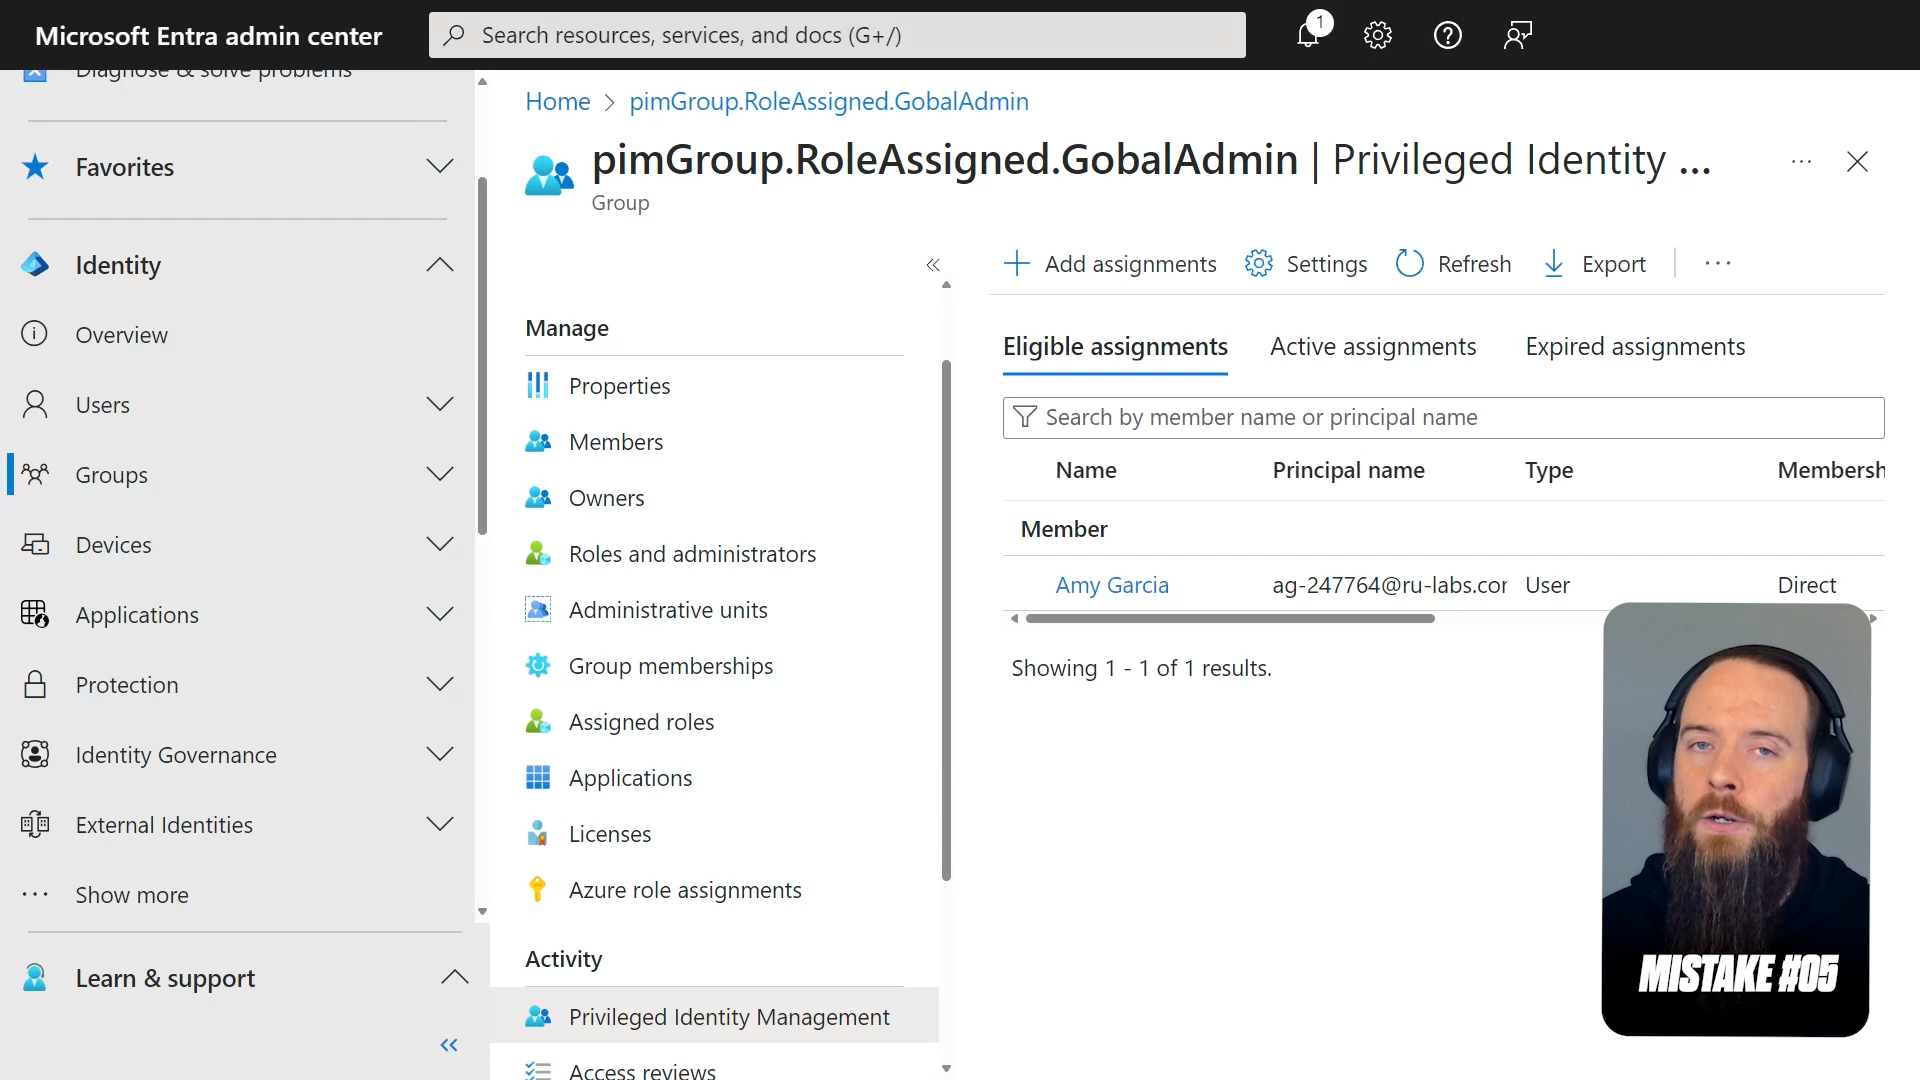 Microsoft Entra admin center
Search resources, services, and docs (G+/)
1
Diagnose & solve problems
Favorites
Identity
Overview
Users
Groups
Devices
Applications
Protection
Identity Governance
External Identities
Show more
Learn & support
Home > pimGroup.RoleAssigned.GobalAdmin
pimGroup.RoleAssigned.GobalAdmin | Privileged Identity ...
Group
Manage
Properties
Members
Owners
Roles and administrators
Administrative units
Group memberships
Assigned roles
Applications
Licenses
Azure role assignments
Activity
Privileged Identity Management
Access reviews
Add assignments Settings Refresh Export
Eligible assignments Active assignments Expired assignments
Search by member name or principal name
Name Principal name Type Membersh
Member
Amy Garcia ag-247764@ru-labs.cor User Direct
Showing 1 - 1 of 1 results.
MISTAKE #05